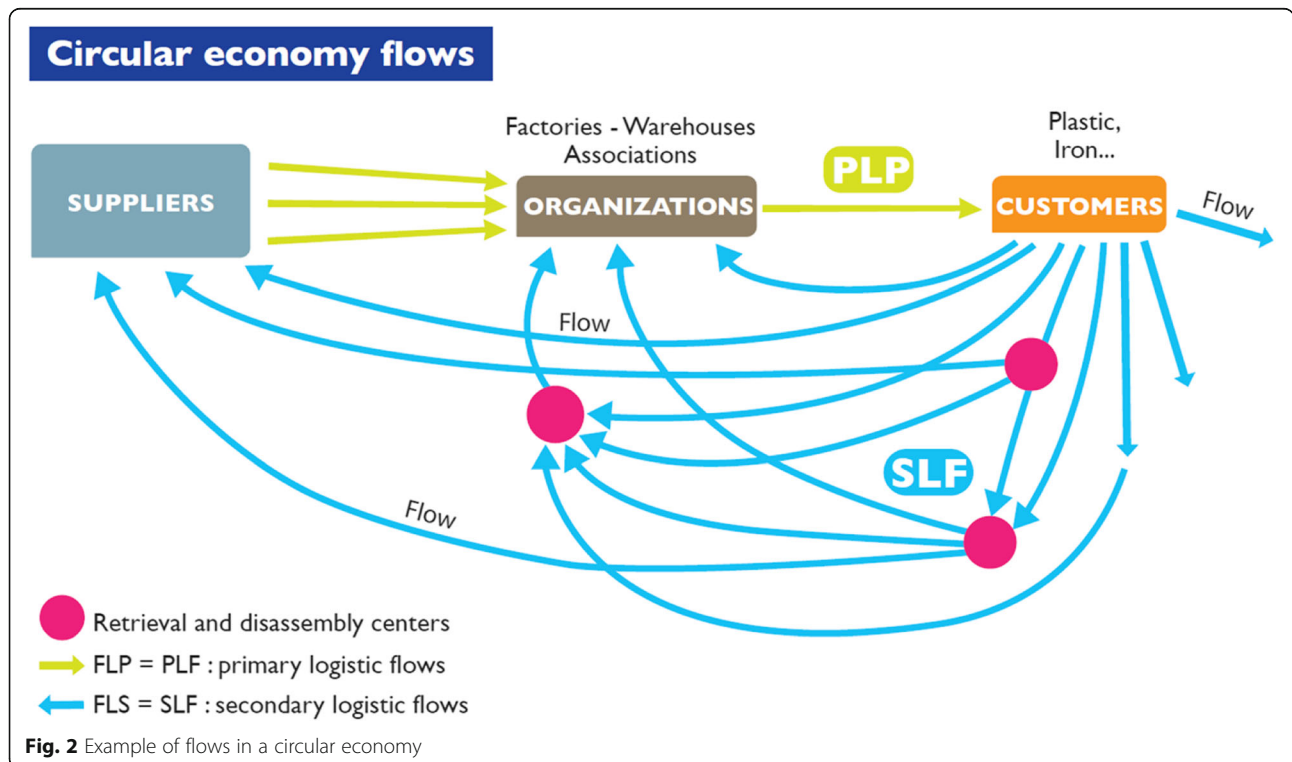 Circular economy flows
Factories - Warehouses
Associations
Plastic,
Iron...
SUPPLIERS
ORGANIZATIONS
PLP
CUSTOMERS
Flow
Flow
SLF
Flow
Retrieval and disassembly centers
FLP = PLF : primary logistic flows
FLS = SLF : secondary logistic flows
Fig. 2 Example of flows in a circular economy